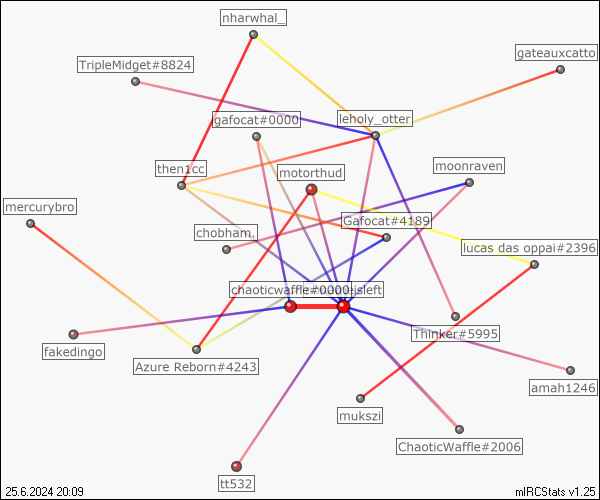 nharwhal_
gateauxcatto
TripleMidget#8824
gafocat#0000
leholy_otter
then1cc
motorthud
moonraven
mercurybro
Gafocat#4189
chobham.
lucas das oppai#2396
chaoticwaffle#0000
jsleft
Thinker#5995
fakedingo
Azure Reborn#4243
amah1246
mukszi
ChaoticWaffle#2006
tt532
25.6.2024 20:09
mIRCStats v1.25